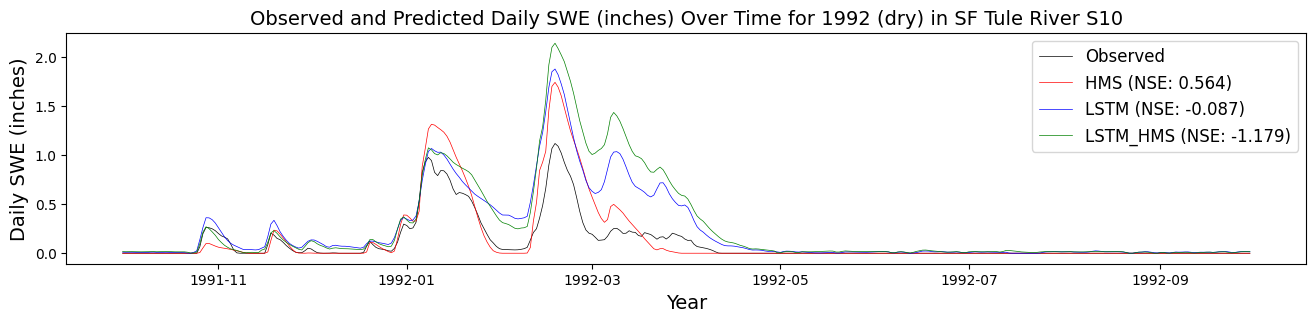 Observed and Predicted Daily SWE (inches) Over Time for 1992 (dry) in SF Tule River S10
Daily SWE (inches)
2.0
1.5
1.0
0.5
0.0
Observed
HMS (NSE: 0.564)
LSTM (NSE: -0.087)
LSTM_HMS (NSE: -1.179)
1991-11 1992-01 1992-03 1992-05 1992-07 1992-09
Year